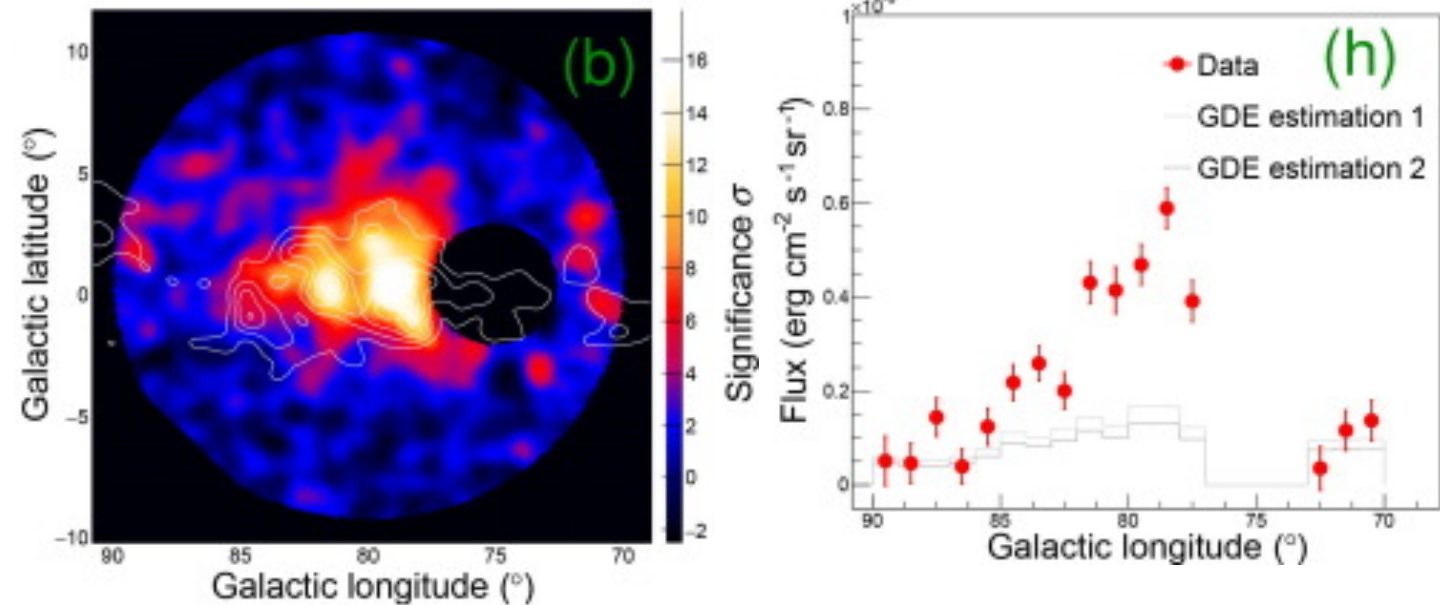 (b)
10
5
0
−5
−10
90 85 80 75 70
Galactic latitude (°)
Galactic longitude (°)
16
14
12
10
8
6
4
2
0
−2
Significance σ
(h)
Data
GDE estimation 1
GDE estimation 2
1
0.8
0.6
0.4
0.2
0
90 85 80 75 70
Flux (erg cm-2 s-1 sr-1)
Galactic longitude (°)